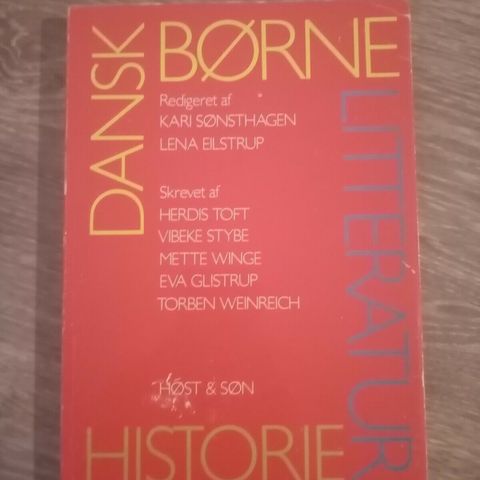 DANSK
BØRNE
LITTERATUR
HISTORIE
Redigeret af
KARI SØNSTHAGEN
LENA EILSTRUP
Skrevet af
HERDIS TOFT
VIBEKE STYBE
METTE WINGE
EVA GLISTRUP
TORBEN WEINREICH
HØST & SØN